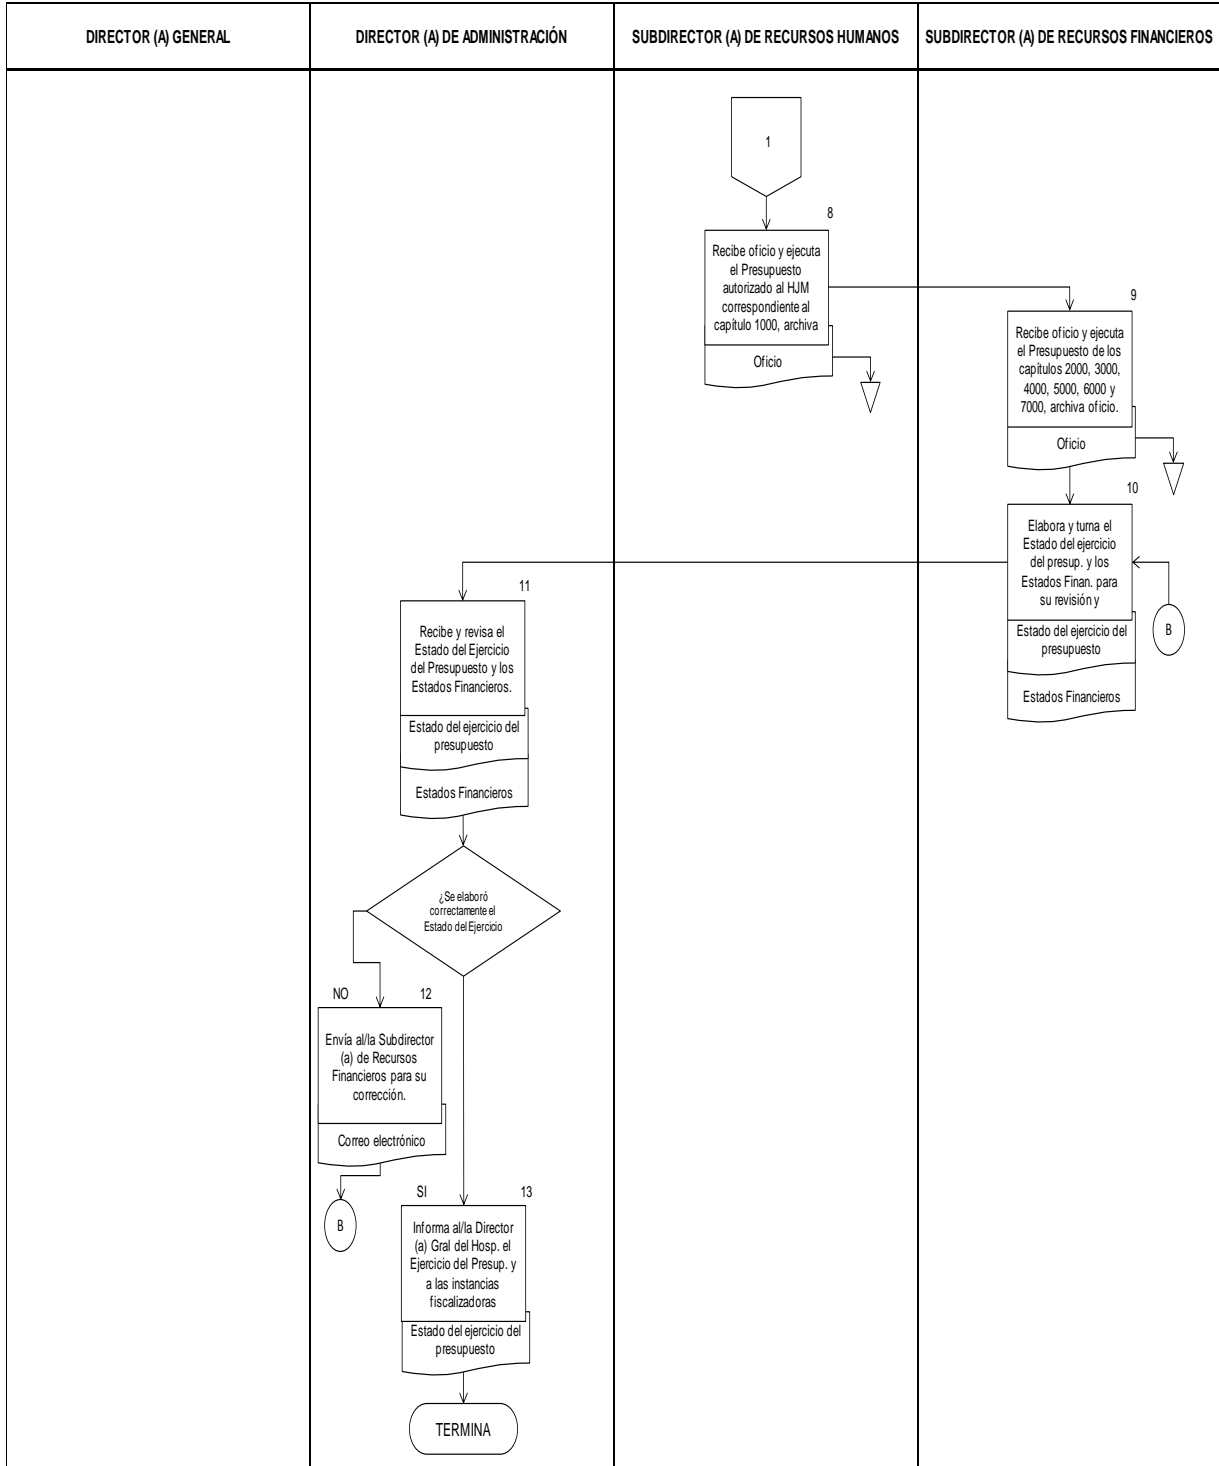 DIRECTOR (A) GENERAL
DIRECTOR (A) DE ADMINISTRACIÓN
SUBDIRECTOR (A) DE RECURSOS HUMANOS
SUBDIRECTOR (A) DE RECURSOS FINANCIEROS
1
8
Recibe oficio y ejecuta
el Presupuesto
autorizado al HJM
correspondiente al
capítulo 1000, archiva
Oficio
9
Recibe oficio y ejecuta
el Presupuesto de los
capítulos 2000, 3000,
4000, 5000, 6000 y
7000, archiva oficio.
Oficio
10
Elabora y turna el
Estado del ejercicio
del presup. y los
Estados Finan. para
su revisión y
Estado del ejercicio del
presupuesto
Estados Financieros
B
11
Recibe y revisa el
Estado del Ejercicio
del Presupuesto y los
Estados Financieros.
Estado del ejercicio del
presupuesto
Estados Financieros
¿Se elaboró
correctamente el
Estado del Ejercicio
NO
12
Envía al/la Subdirector
(a) de Recursos
Financieros para su
corrección.
Correo electrónico
B
SI
13
Informa al/la Director
(a) Gral del Hosp. el
Ejercicio del Presup. y
a las instancias
fiscalizadoras
Estado del ejercicio del
presupuesto
TERMINA